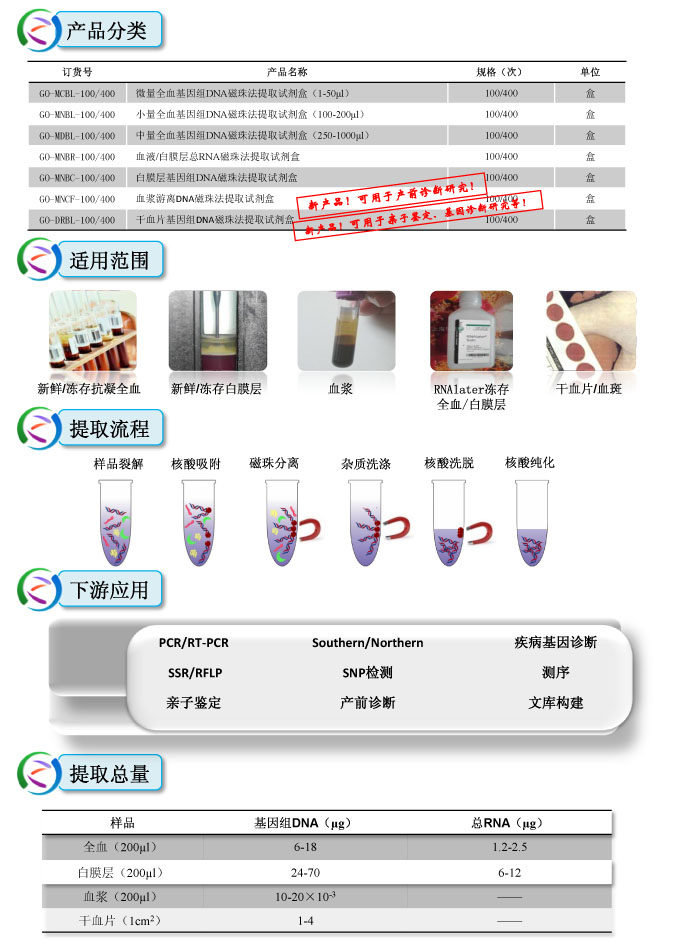 产品分类
订货号 产品名称 规格（次） 单位
GO-MCBL-100/400 微量全血基因组DNA磁珠法提取试剂盒（1-50μl） 100/400 盒
GO-MNBL-100/400 小量全血基因组DNA磁珠法提取试剂盒（100-200μl） 100/400 盒
GO-MDBL-100/400 中量全血基因组DNA磁珠法提取试剂盒（250-1000μl） 100/400 盒
GO-MNBR-100/400 血液/白膜层总RNA磁珠法提取试剂盒 100/400 盒
GO-MNBC-100/400 白膜层基因组DNA磁珠法提取试剂盒 100/400 盒
GO-MNCF-100/400 血浆游离DNA磁珠法提取试剂盒 100/400 盒
新产品！可用于产前诊断研究！
GO-DRBL-100/400 干血片基因组DNA磁珠法提取试剂盒 100/400 盒
新产品！可用于亲子鉴定、基因诊断研究等！
适用范围
新鲜/冻存抗凝全血 新鲜/冻存白膜层 血浆 RNAlater冻存 干血片/血斑
全血/白膜层
提取流程
样品裂解 核酸吸附 磁珠分离 杂质洗涤 核酸洗脱 核酸纯化
下游应用
PCR/RT-PCR Southern/Northern 疾病基因诊断
SSR/RFLP SNP检测 测序
亲子鉴定 产前诊断 文库构建
提取总量
样品 基因组DNA（μg） 总RNA（μg）
全血（200μl） 6-18 1.2-2.5
白膜层（200μl） 24-70 6-12
血浆（200μl） 10-20×10⁻³ ——
干血片（1cm²） 1-4 ——